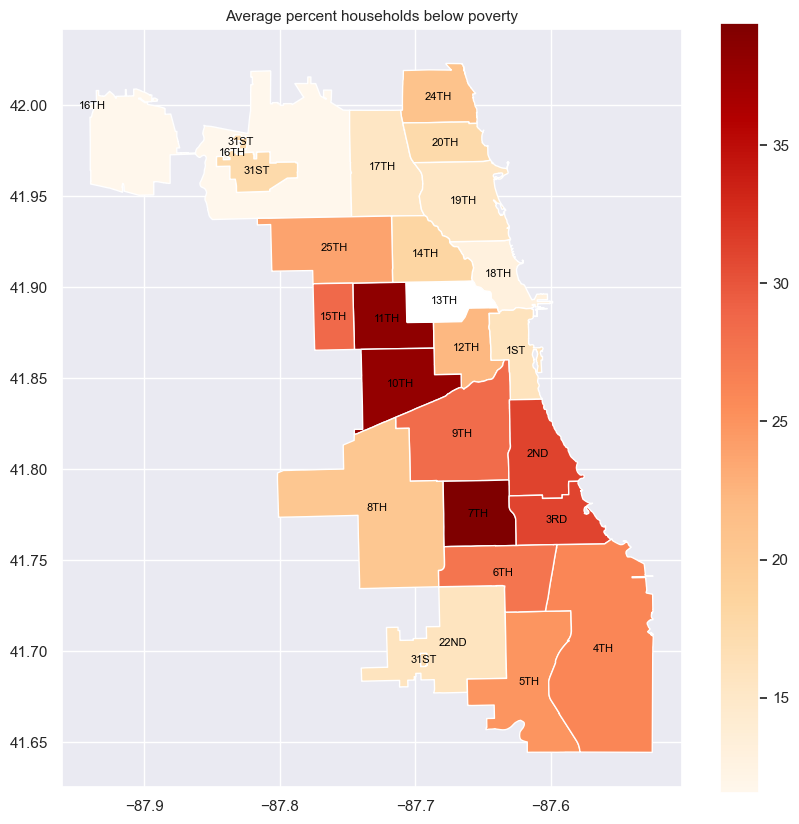 Average percent households below poverty
42.00
41.95
41.90
41.85
41.80
41.75
41.70
41.65
−87.9
−87.8
−87.7
−87.6
35
30
25
20
15
16TH
24TH
31ST
16TH
31ST
20TH
17TH
19TH
25TH
14TH
18TH
13TH
15TH
11TH
12TH
1ST
10TH
9TH
2ND
8TH
7TH
3RD
6TH
22ND
31ST
4TH
5TH